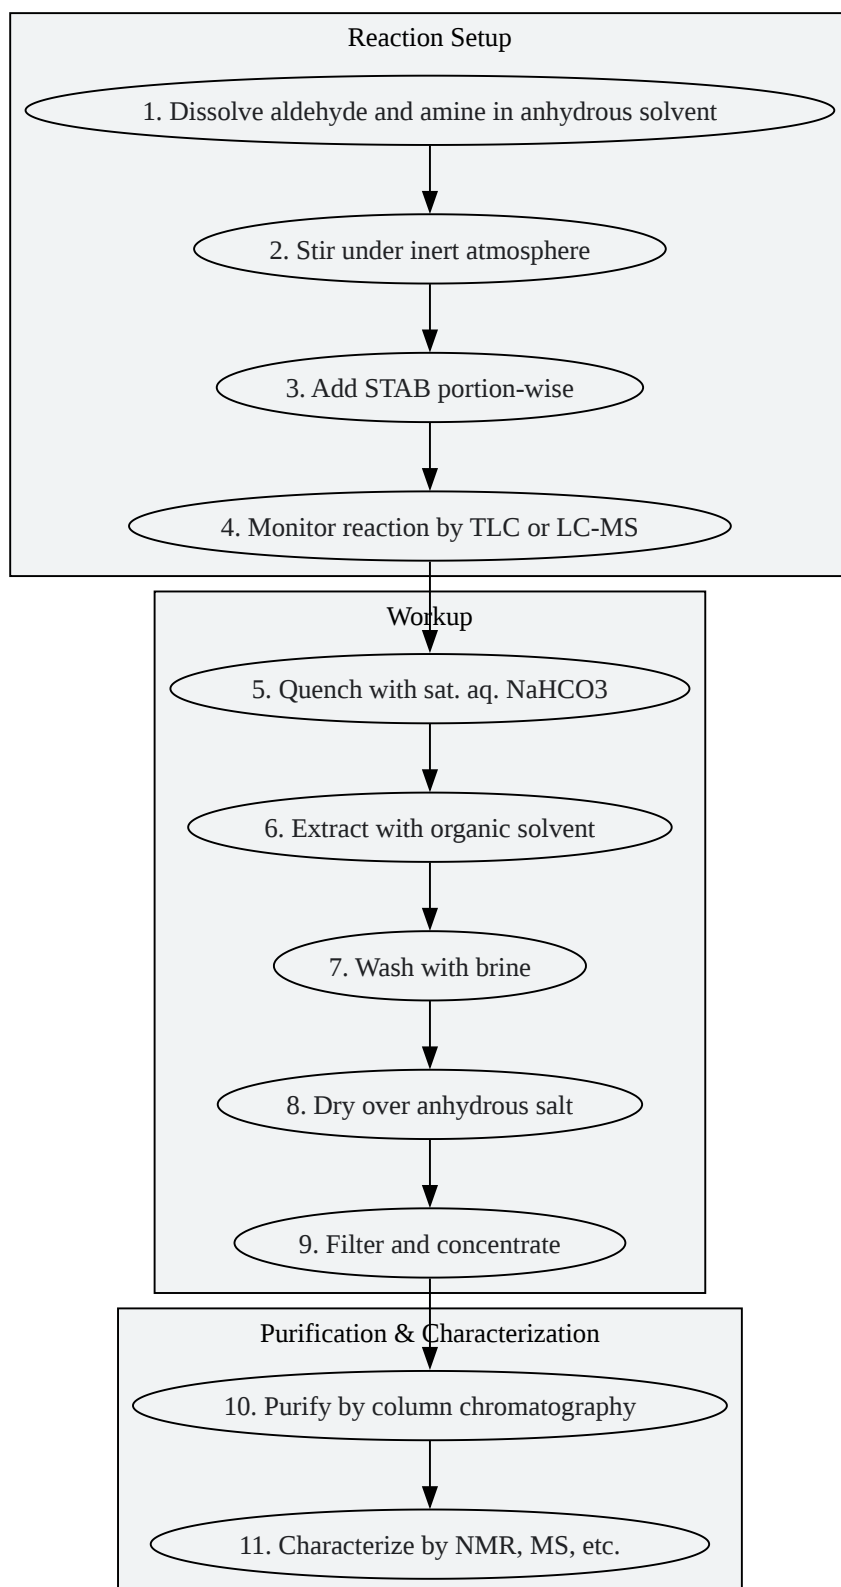 Reaction Setup
1. Dissolve aldehyde and amine in anhydrous solvent
2. Stir under inert atmosphere
3. Add STAB portion-wise
4. Monitor reaction by TLC or LC-MS
Workup
5. Quench with sat. aq. NaHCO3
6. Extract with organic solvent
7. Wash with brine
8. Dry over anhydrous salt
9. Filter and concentrate
Purification & Characterization
10. Purify by column chromatography
11. Characterize by NMR, MS, etc.